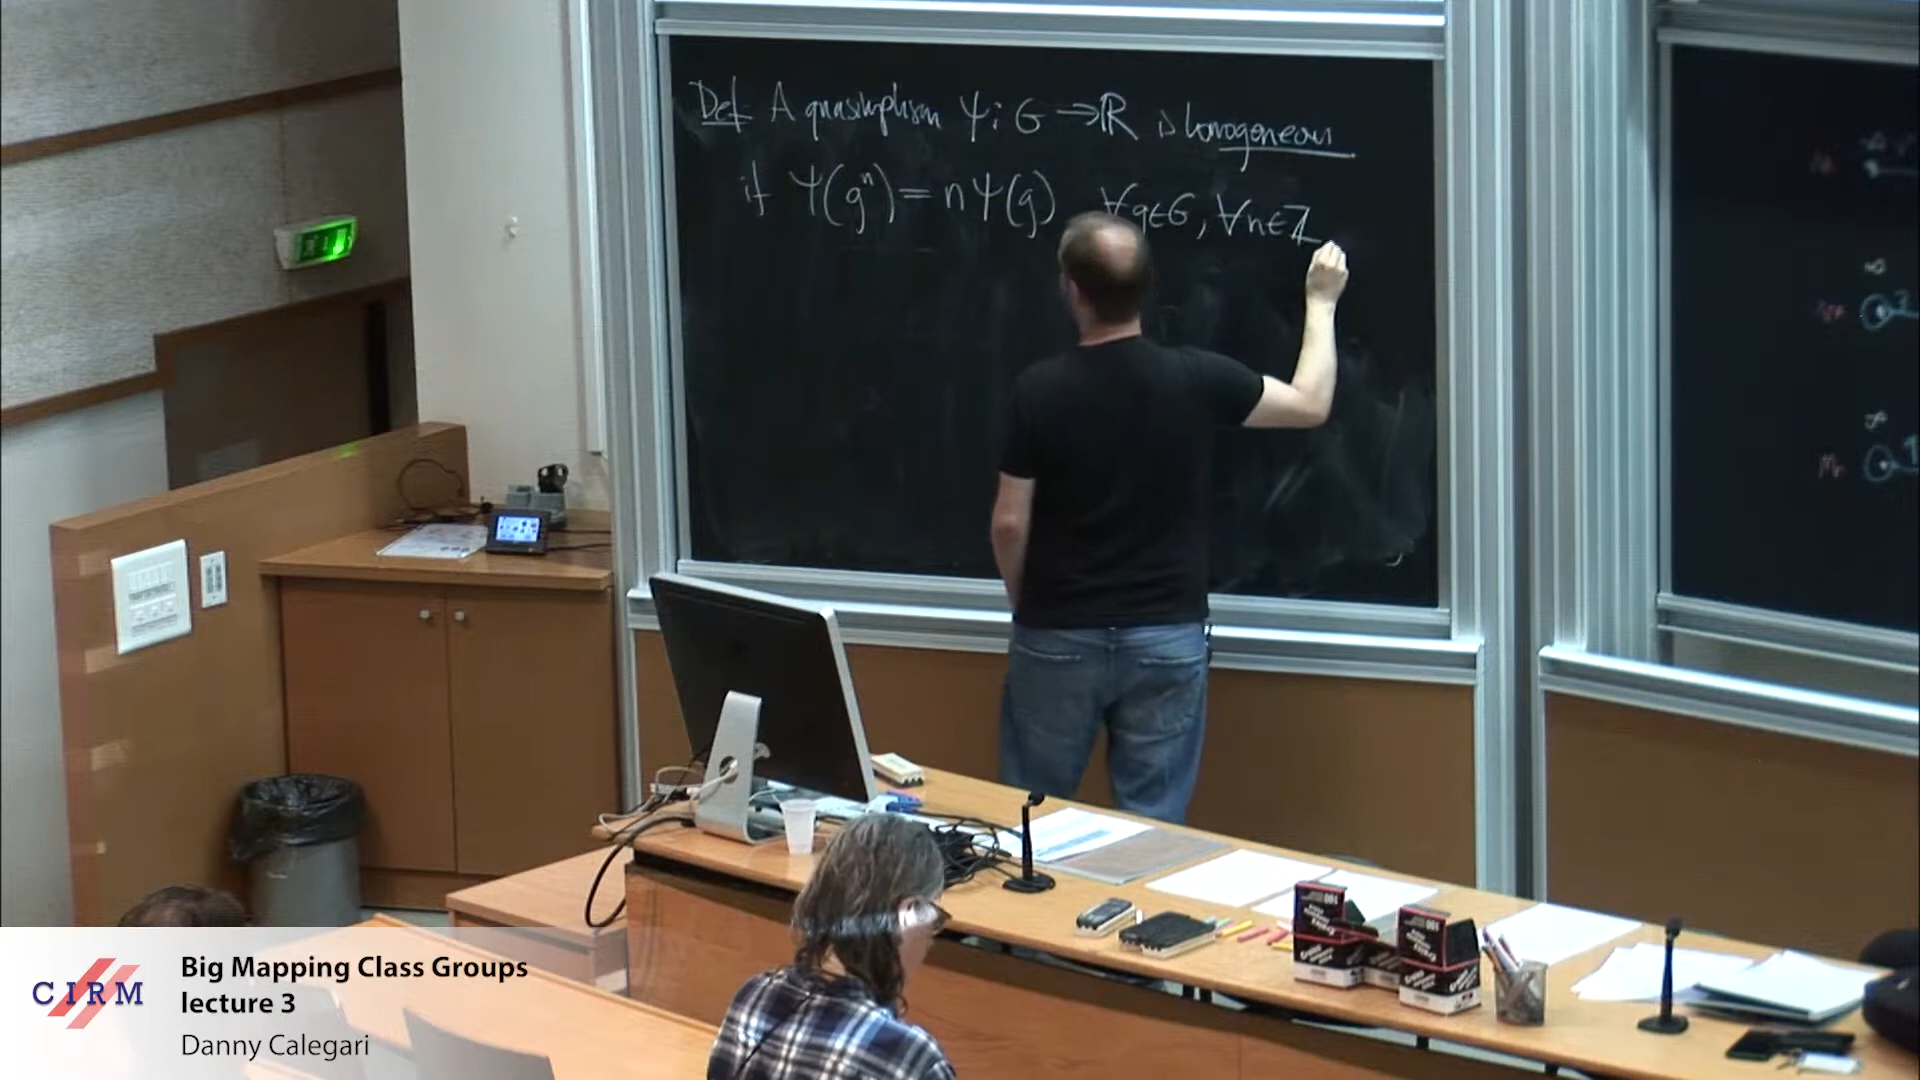 Def A quasimorphism Ψ: G → ℝ is homogeneous
if Ψ(gⁿ) = nΨ(g) ∀g∈G, ∀n∈ℤ
CIRM
Big Mapping Class Groups
lecture 3
Danny Calegari